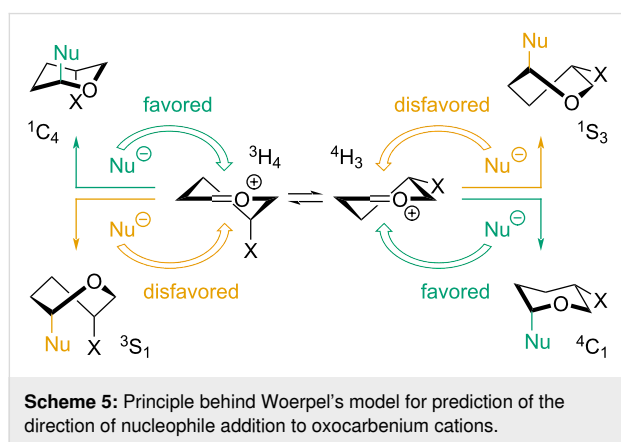 Nu
O
X
¹C₄
favored
Nu⊖
³H₄
O
⊕
X
Nu⊖
disfavored
O
Nu
X
³S₁
Nu
X
O
¹S₃
disfavored
Nu⊖
⁴H₃
X
O
⊕
Nu⊖
favored
X
O
Nu
⁴C₁
Scheme 5: Principle behind Woerpel's model for prediction of the
direction of nucleophile addition to oxocarbenium cations.